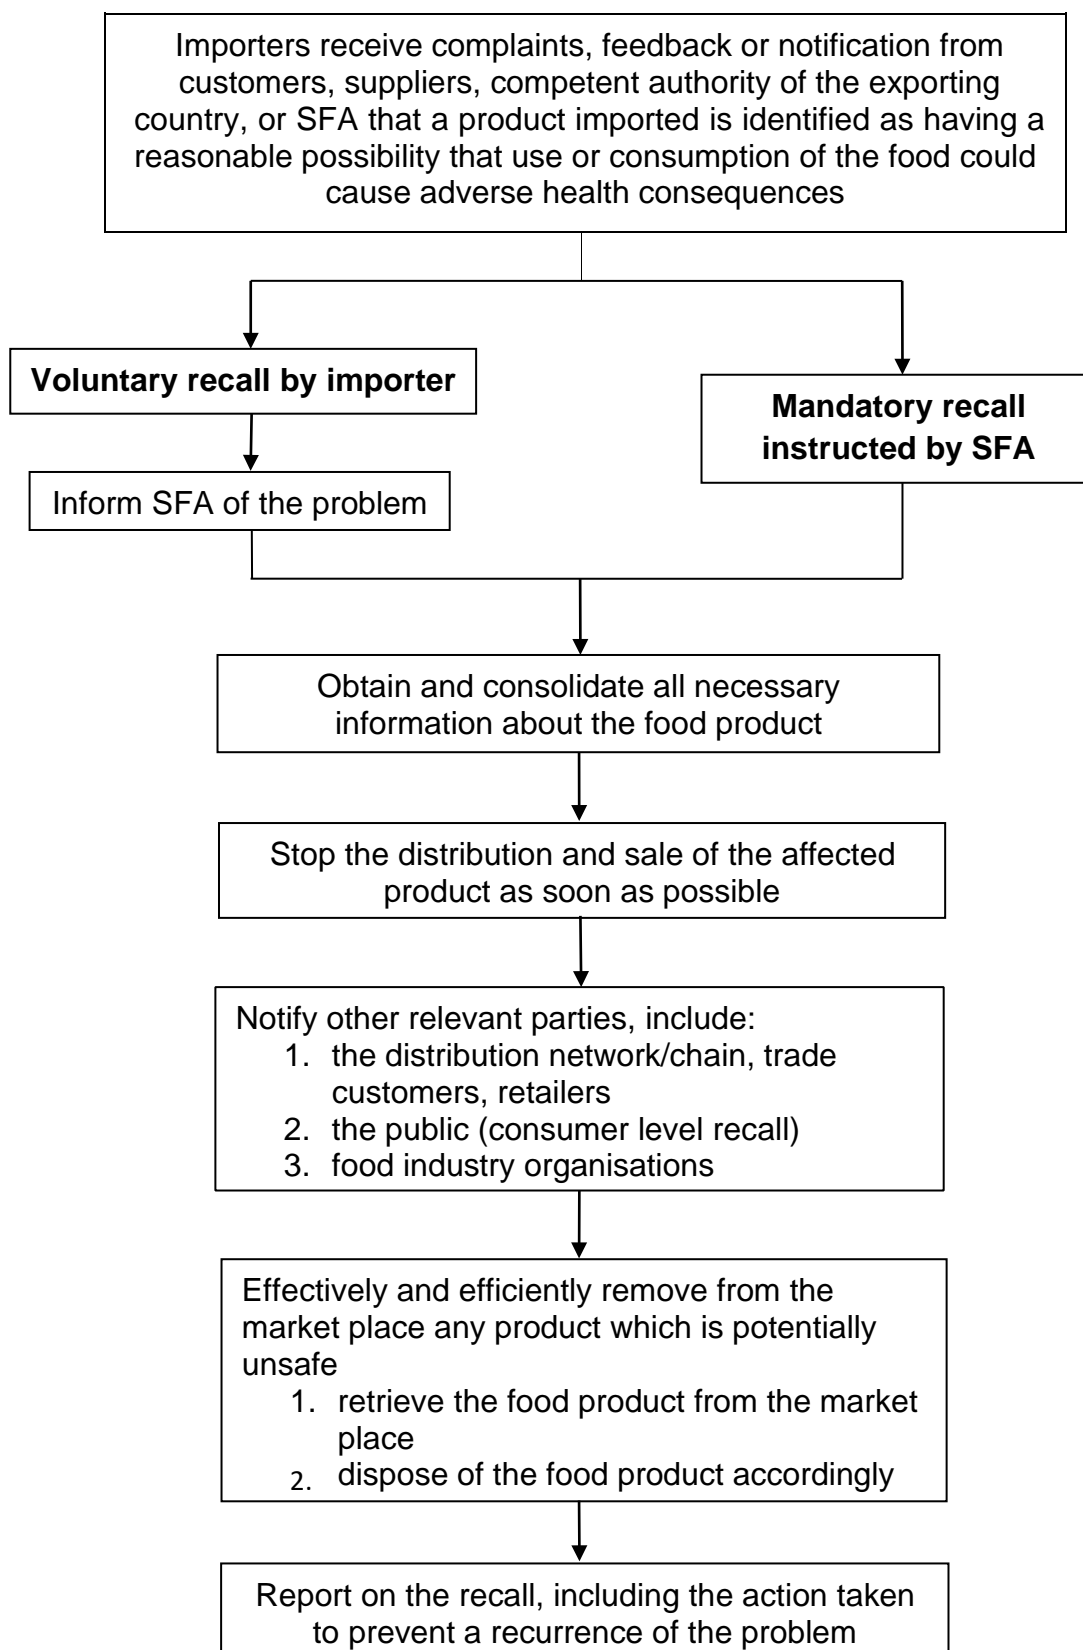 Importers receive complaints, feedback or notification from
customers, suppliers, competent authority of the exporting
country, or SFA that a product imported is identified as having a
reasonable possibility that use or consumption of the food could
cause adverse health consequences
Voluntary recall by importer
Mandatory recall
instructed by SFA
Inform SFA of the problem
Obtain and consolidate all necessary
information about the food product
Stop the distribution and sale of the affected
product as soon as possible
Notify other relevant parties, include:
1. the distribution network/chain, trade
customers, retailers
2. the public (consumer level recall)
3. food industry organisations
Effectively and efficiently remove from the
market place any product which is potentially
unsafe
1. retrieve the food product from the market
place
2. dispose of the food product accordingly
Report on the recall, including the action taken
to prevent a recurrence of the problem